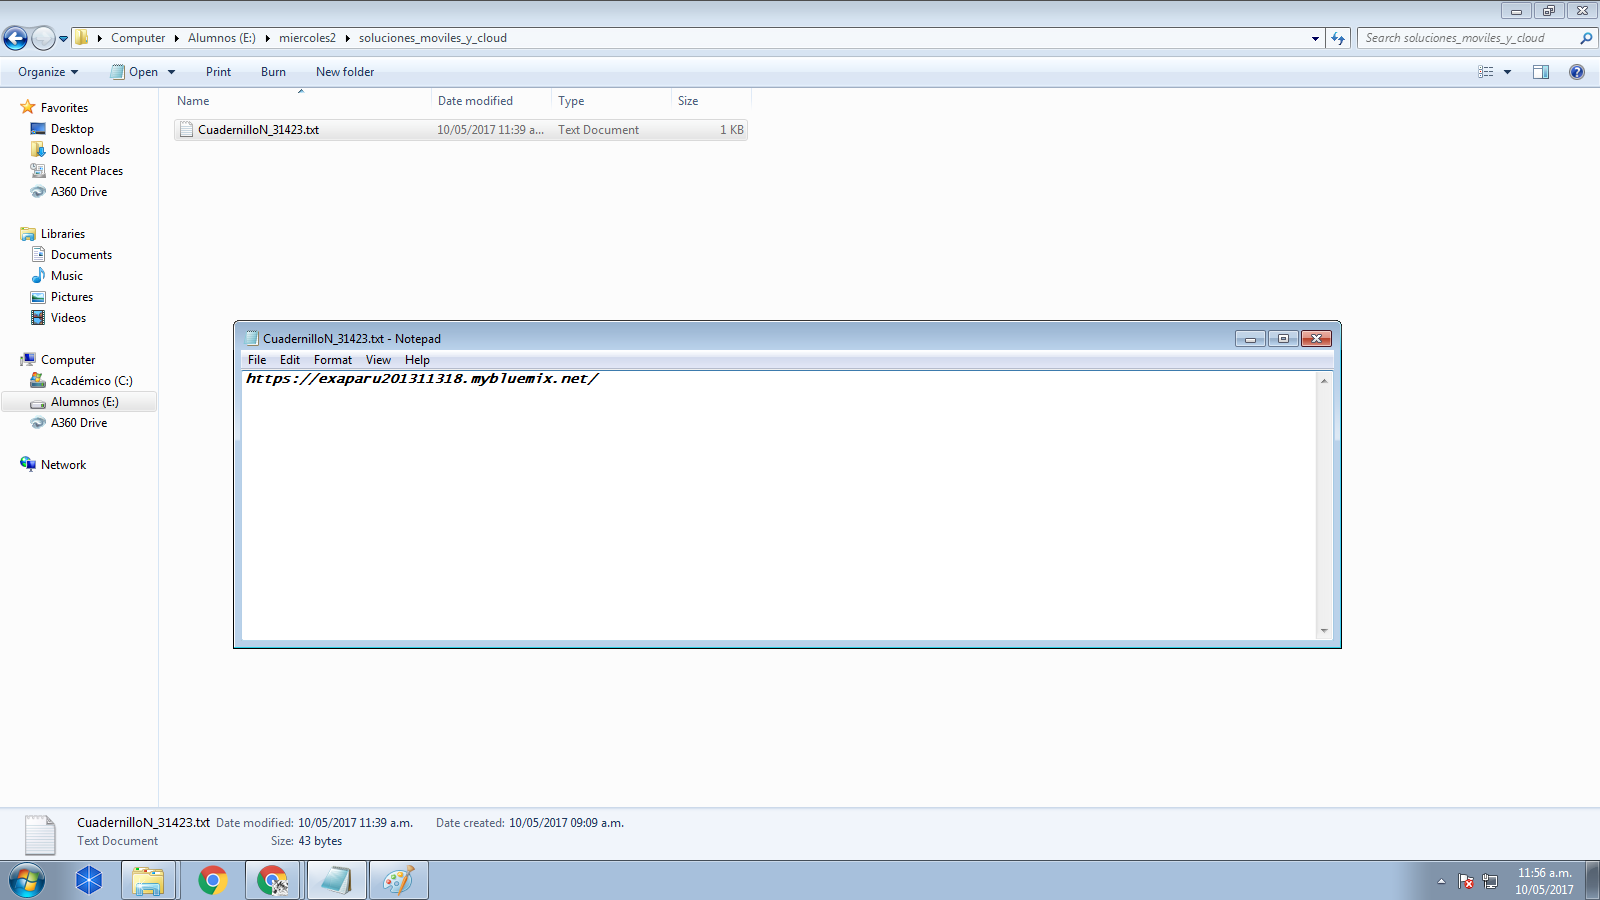 Computer Alumnos (E:) miercoles2 soluciones_moviles_y_cloud Search soluciones_moviles_y_cloud
Organize Open Print Burn New folder
Name Date modified Type Size
CuadernilloN_31423.txt 10/05/2017 11:39 a... Text Document 1 KB
Favorites
Desktop
Downloads
Recent Places
A360 Drive
Libraries
Documents
Music
Pictures
Videos
Computer
Académico (C:)
Alumnos (E:)
A360 Drive
Network
CuadernilloN_31423.txt - Notepad
File Edit Format View Help
https://exaparu201311318.mybluemix.net/
CuadernilloN_31423.txt Date modified: 10/05/2017 11:39 a.m. Date created: 10/05/2017 09:09 a.m.
Text Document Size: 43 bytes
11:56 a.m.
10/05/2017